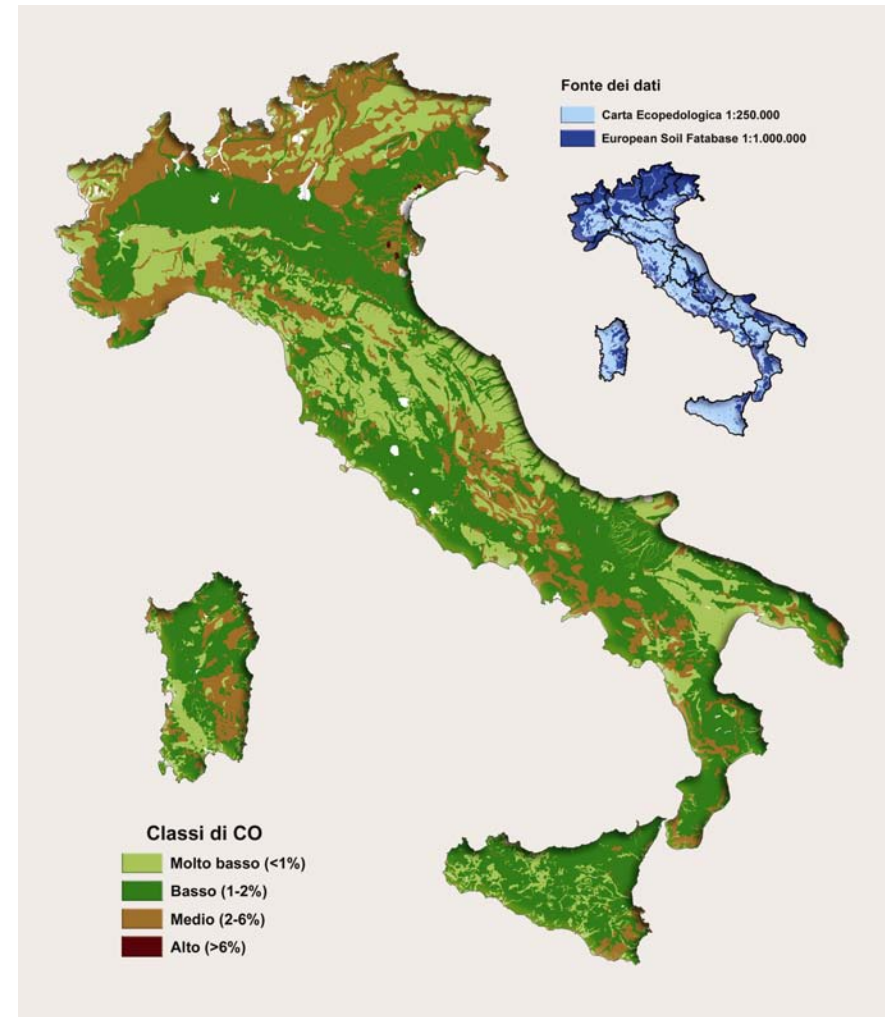 Fonte dei dati
Carta Ecopedologica 1:250.000
European Soil Fatabase 1:1.000.000
Classi di CO
Molto basso (<1%)
Basso (1-2%)
Medio (2-6%)
Alto (>6%)